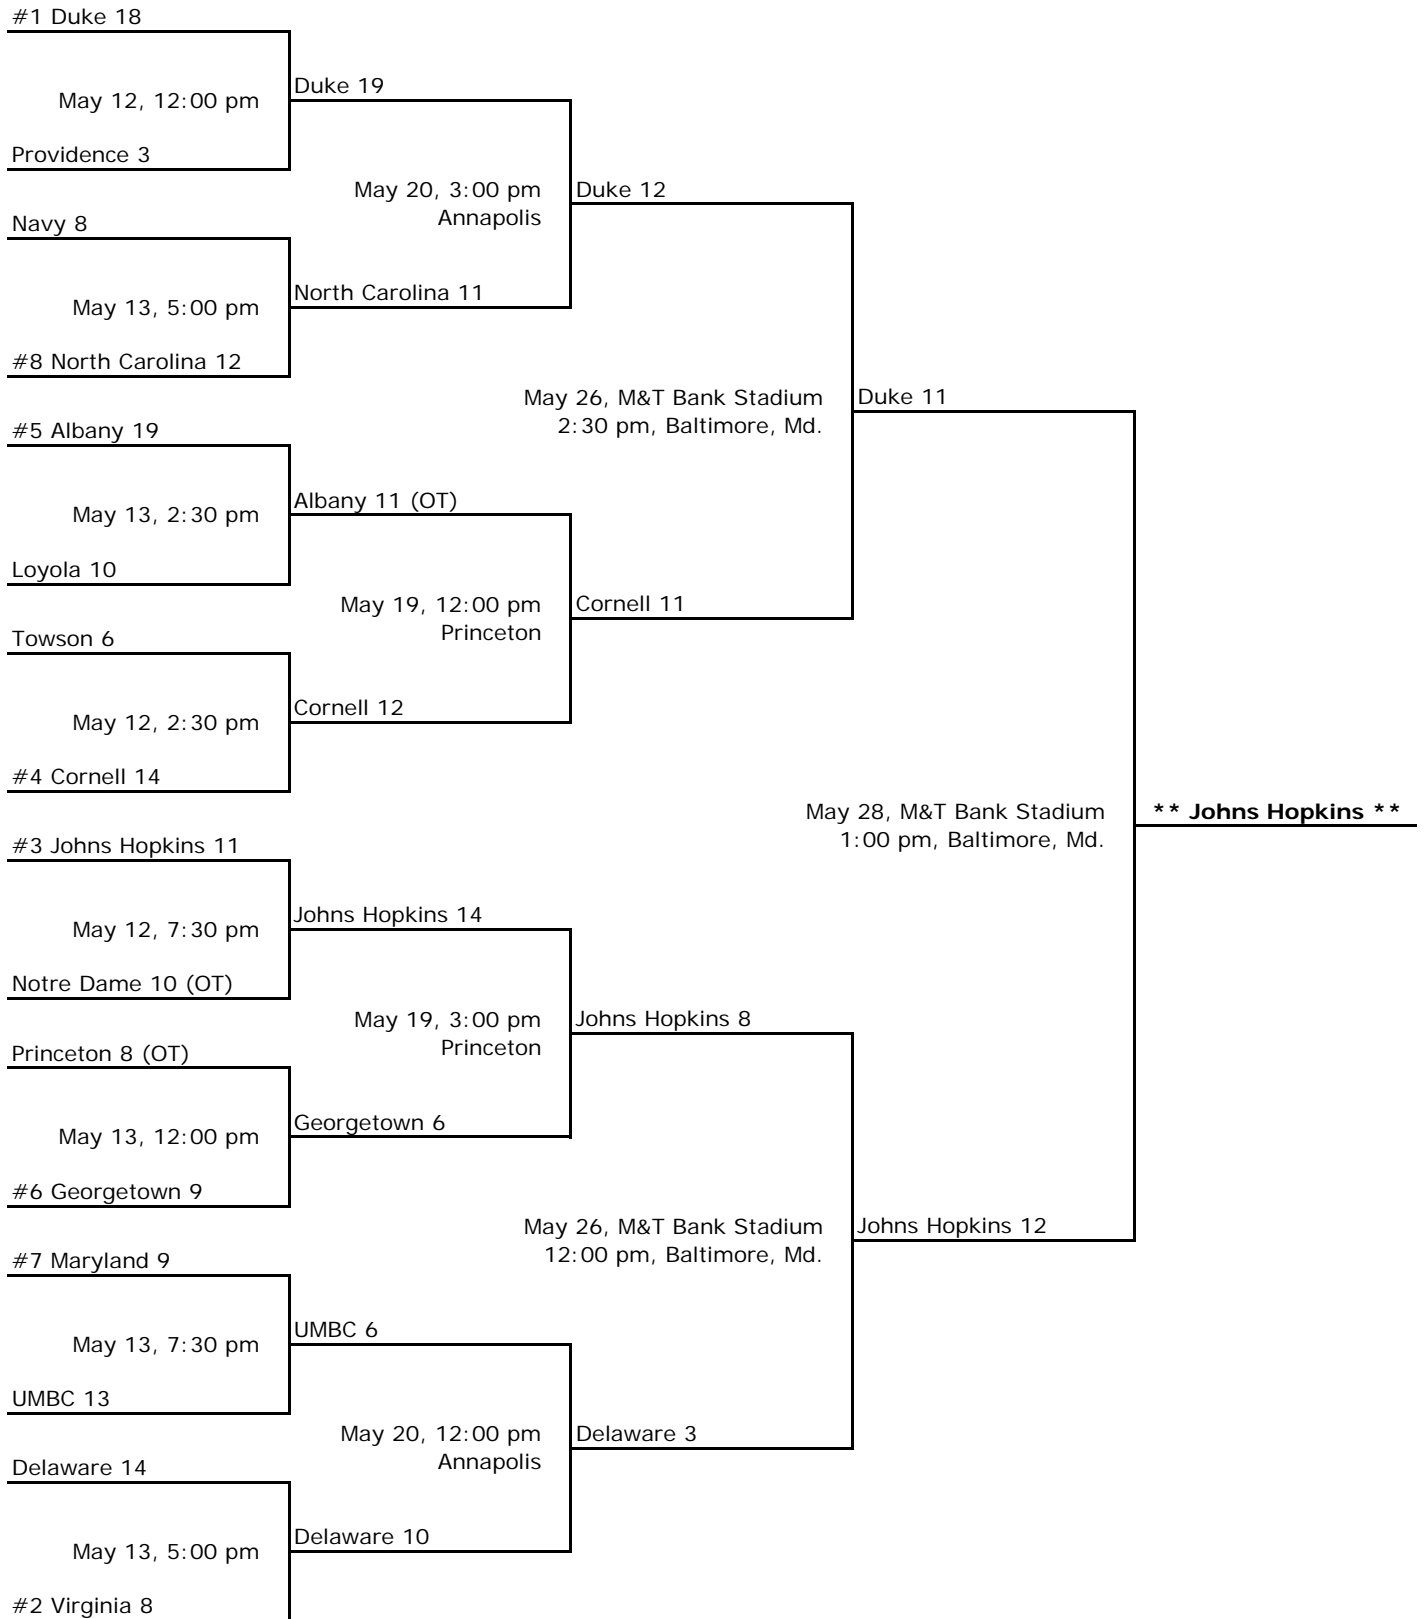 #1 Duke 18
Duke 19
May 12, 12:00 pm
Providence 3
May 20, 3:00 pm
Annapolis
Duke 12
Navy 8
North Carolina 11
May 13, 5:00 pm
#8 North Carolina 12
May 26, M&T Bank Stadium
2:30 pm, Baltimore, Md.
Duke 11
#5 Albany 19
Albany 11 (OT)
May 13, 2:30 pm
Loyola 10
May 19, 12:00 pm
Princeton
Cornell 11
Towson 6
Cornell 12
May 12, 2:30 pm
#4 Cornell 14
May 28, M&T Bank Stadium
1:00 pm, Baltimore, Md.
** Johns Hopkins **
#3 Johns Hopkins 11
Johns Hopkins 14
May 12, 7:30 pm
Notre Dame 10 (OT)
May 19, 3:00 pm
Princeton
Johns Hopkins 8
Princeton 8 (OT)
Georgetown 6
May 13, 12:00 pm
#6 Georgetown 9
May 26, M&T Bank Stadium
12:00 pm, Baltimore, Md.
Johns Hopkins 12
#7 Maryland 9
UMBC 6
May 13, 7:30 pm
UMBC 13
May 20, 12:00 pm
Annapolis
Delaware 3
Delaware 14
Delaware 10
May 13, 5:00 pm
#2 Virginia 8